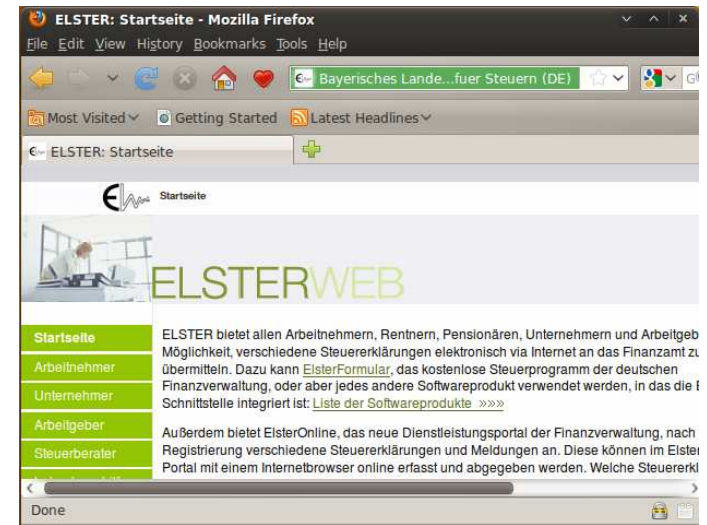 ELSTER: Startseite - Mozilla Firefox
File Edit View History Bookmarks Tools Help
Bayerisches Lande...fuer Steuern (DE)
Most Visited Getting Started Latest Headlines
ELSTER: Startseite
Startseite
ELSTERWEB
Startseite
Arbeitnehmer
Unternehmer
Arbeitgeber
Steuerberater
ELSTER bietet allen Arbeitnehmern, Rentnern, Pensionären, Unternehmern und Arbeitgeb
Möglichkeit, verschiedene Steuererklärungen elektronisch via Internet an das Finanzamt zu
übermitteln. Dazu kann ElsterFormular, das kostenlose Steuerprogramm der deutschen
Finanzverwaltung, oder aber jedes andere Softwareprodukt verwendet werden, in das die E
Schnittstelle integriert ist: Liste der Softwareprodukte »»»
Außerdem bietet ElsterOnline, das neue Dienstleistungsportal der Finanzverwaltung, nach
Registrierung verschiedene Steuererklärungen und Meldungen an. Diese können im Elster
Portal mit einem Internetbrowser online erfasst und abgegeben werden. Welche Steuererkl
Done